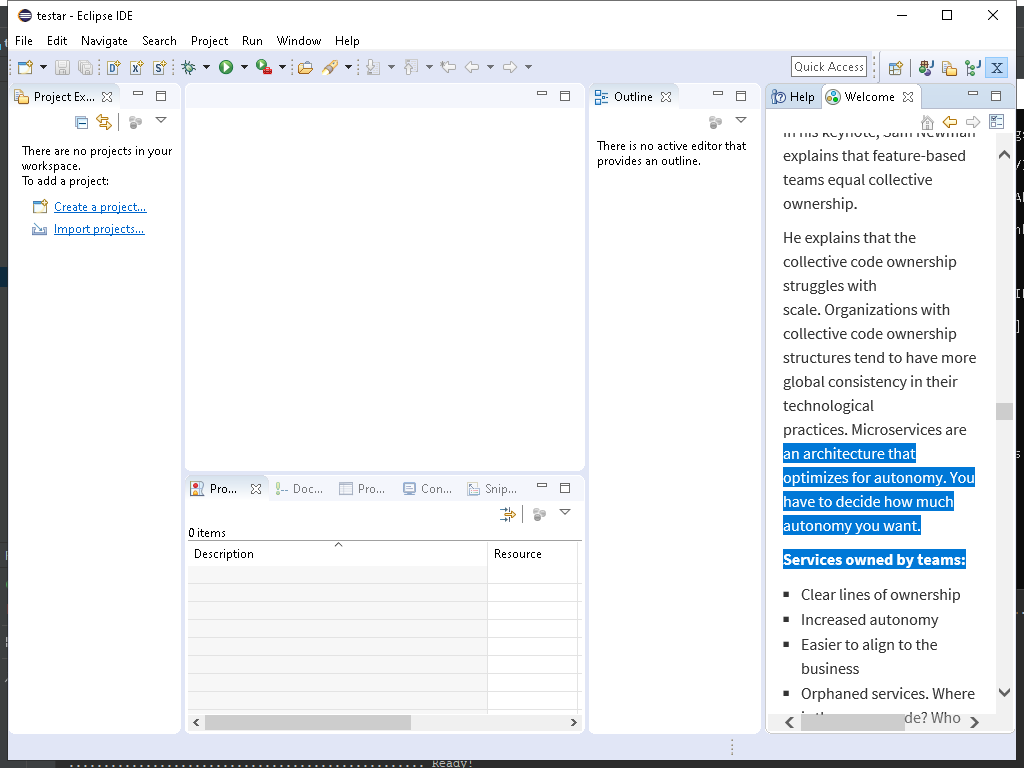 testar - Eclipse IDE
File Edit Navigate Search Project Run Window Help
Quick Access
Project Ex...
There are no projects in your
workspace.
To add a project:
Create a project...
Import projects...
Outline
There is no active editor that
provides an outline.
Help
Welcome
In his keynote, Sam Newman
explains that feature-based
teams equal collective
ownership.
He explains that the
collective code ownership
struggles with
scale. Organizations with
collective code ownership
structures tend to have more
global consistency in their
technological
practices. Microservices are
an architecture that
optimizes for autonomy. You
have to decide how much
autonomy you want.
Services owned by teams:
▪ Clear lines of ownership
▪ Increased autonomy
▪ Easier to align to the
business
▪ Orphaned services. Where
de? Who
Pro... Doc... Pro... Con... Snip...
0 items
Description Resource
Ready!